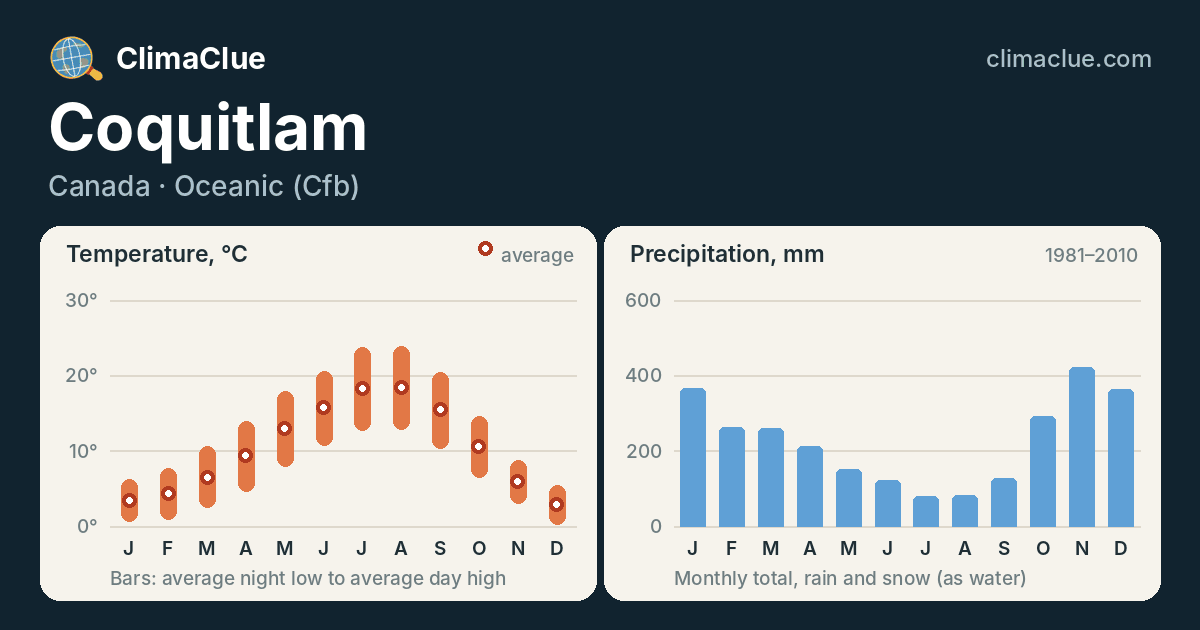 ClimaClue
climaclue.com
Coquitlam
Canada · Oceanic (Cfb)
Temperature, °C
average
30°
20°
10°
0°
J F M A M J J A S O N D
Bars: average night low to average day high
Precipitation, mm
1981–2010
600
400
200
0
J F M A M J J A S O N D
Monthly total, rain and snow (as water)